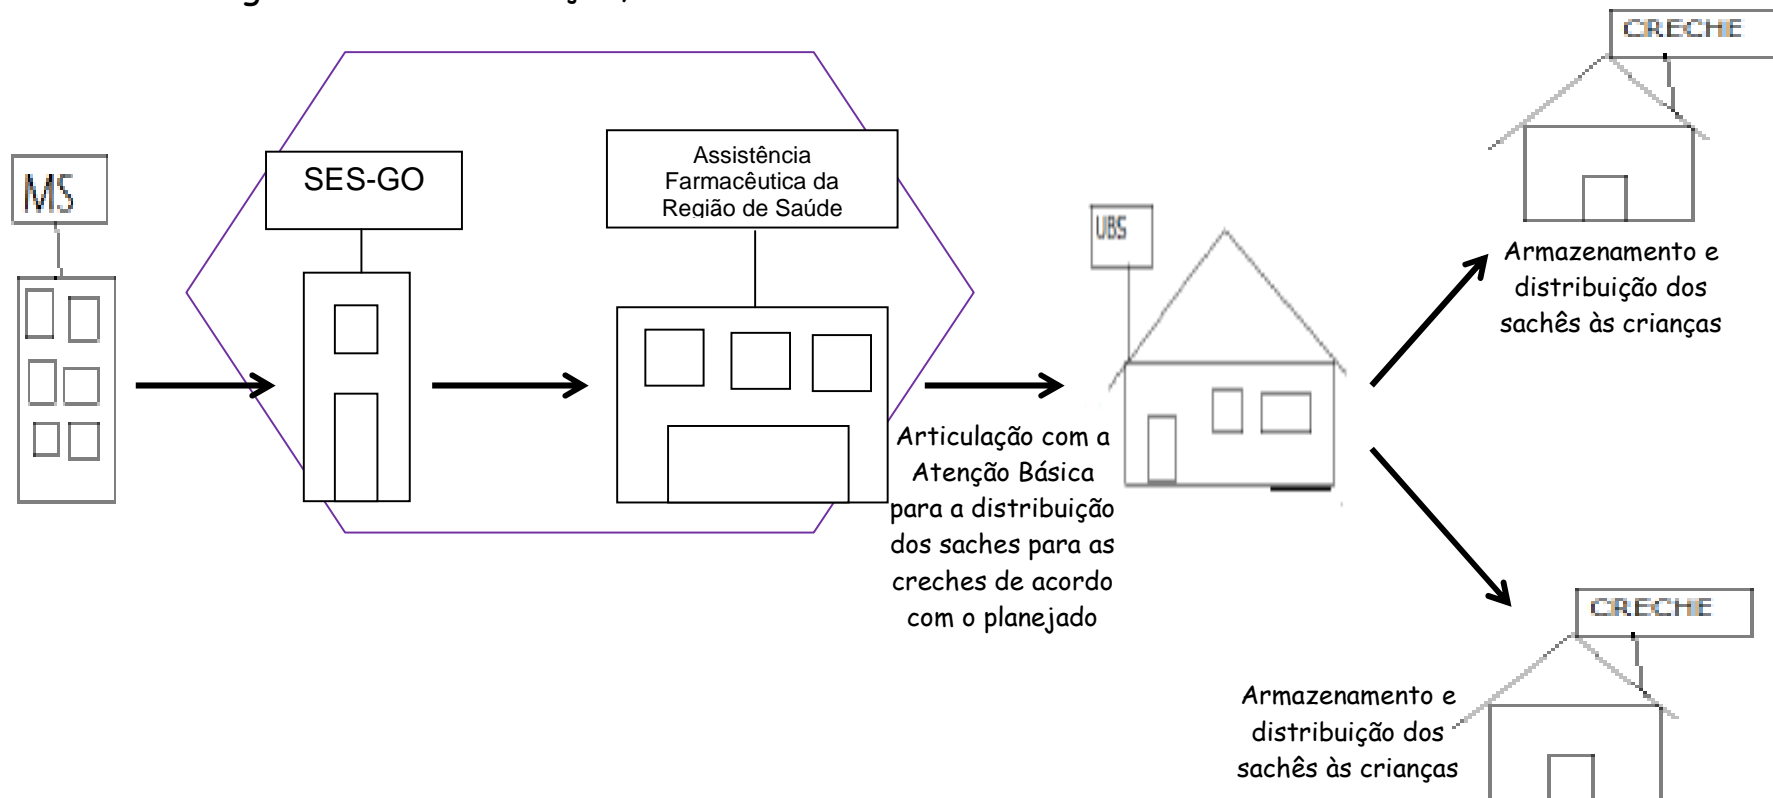 MS
SES-GO
Assistência
Farmacêutica da
Região de Saúde
UBS
Articulação com a
Atenção Básica
para a distribuição
dos saches para as
creches de acordo
com o planejado
CRECHE
Armazenamento e
distribuição dos
sachês às crianças
CRECHE
Armazenamento e
distribuição dos
sachês às crianças